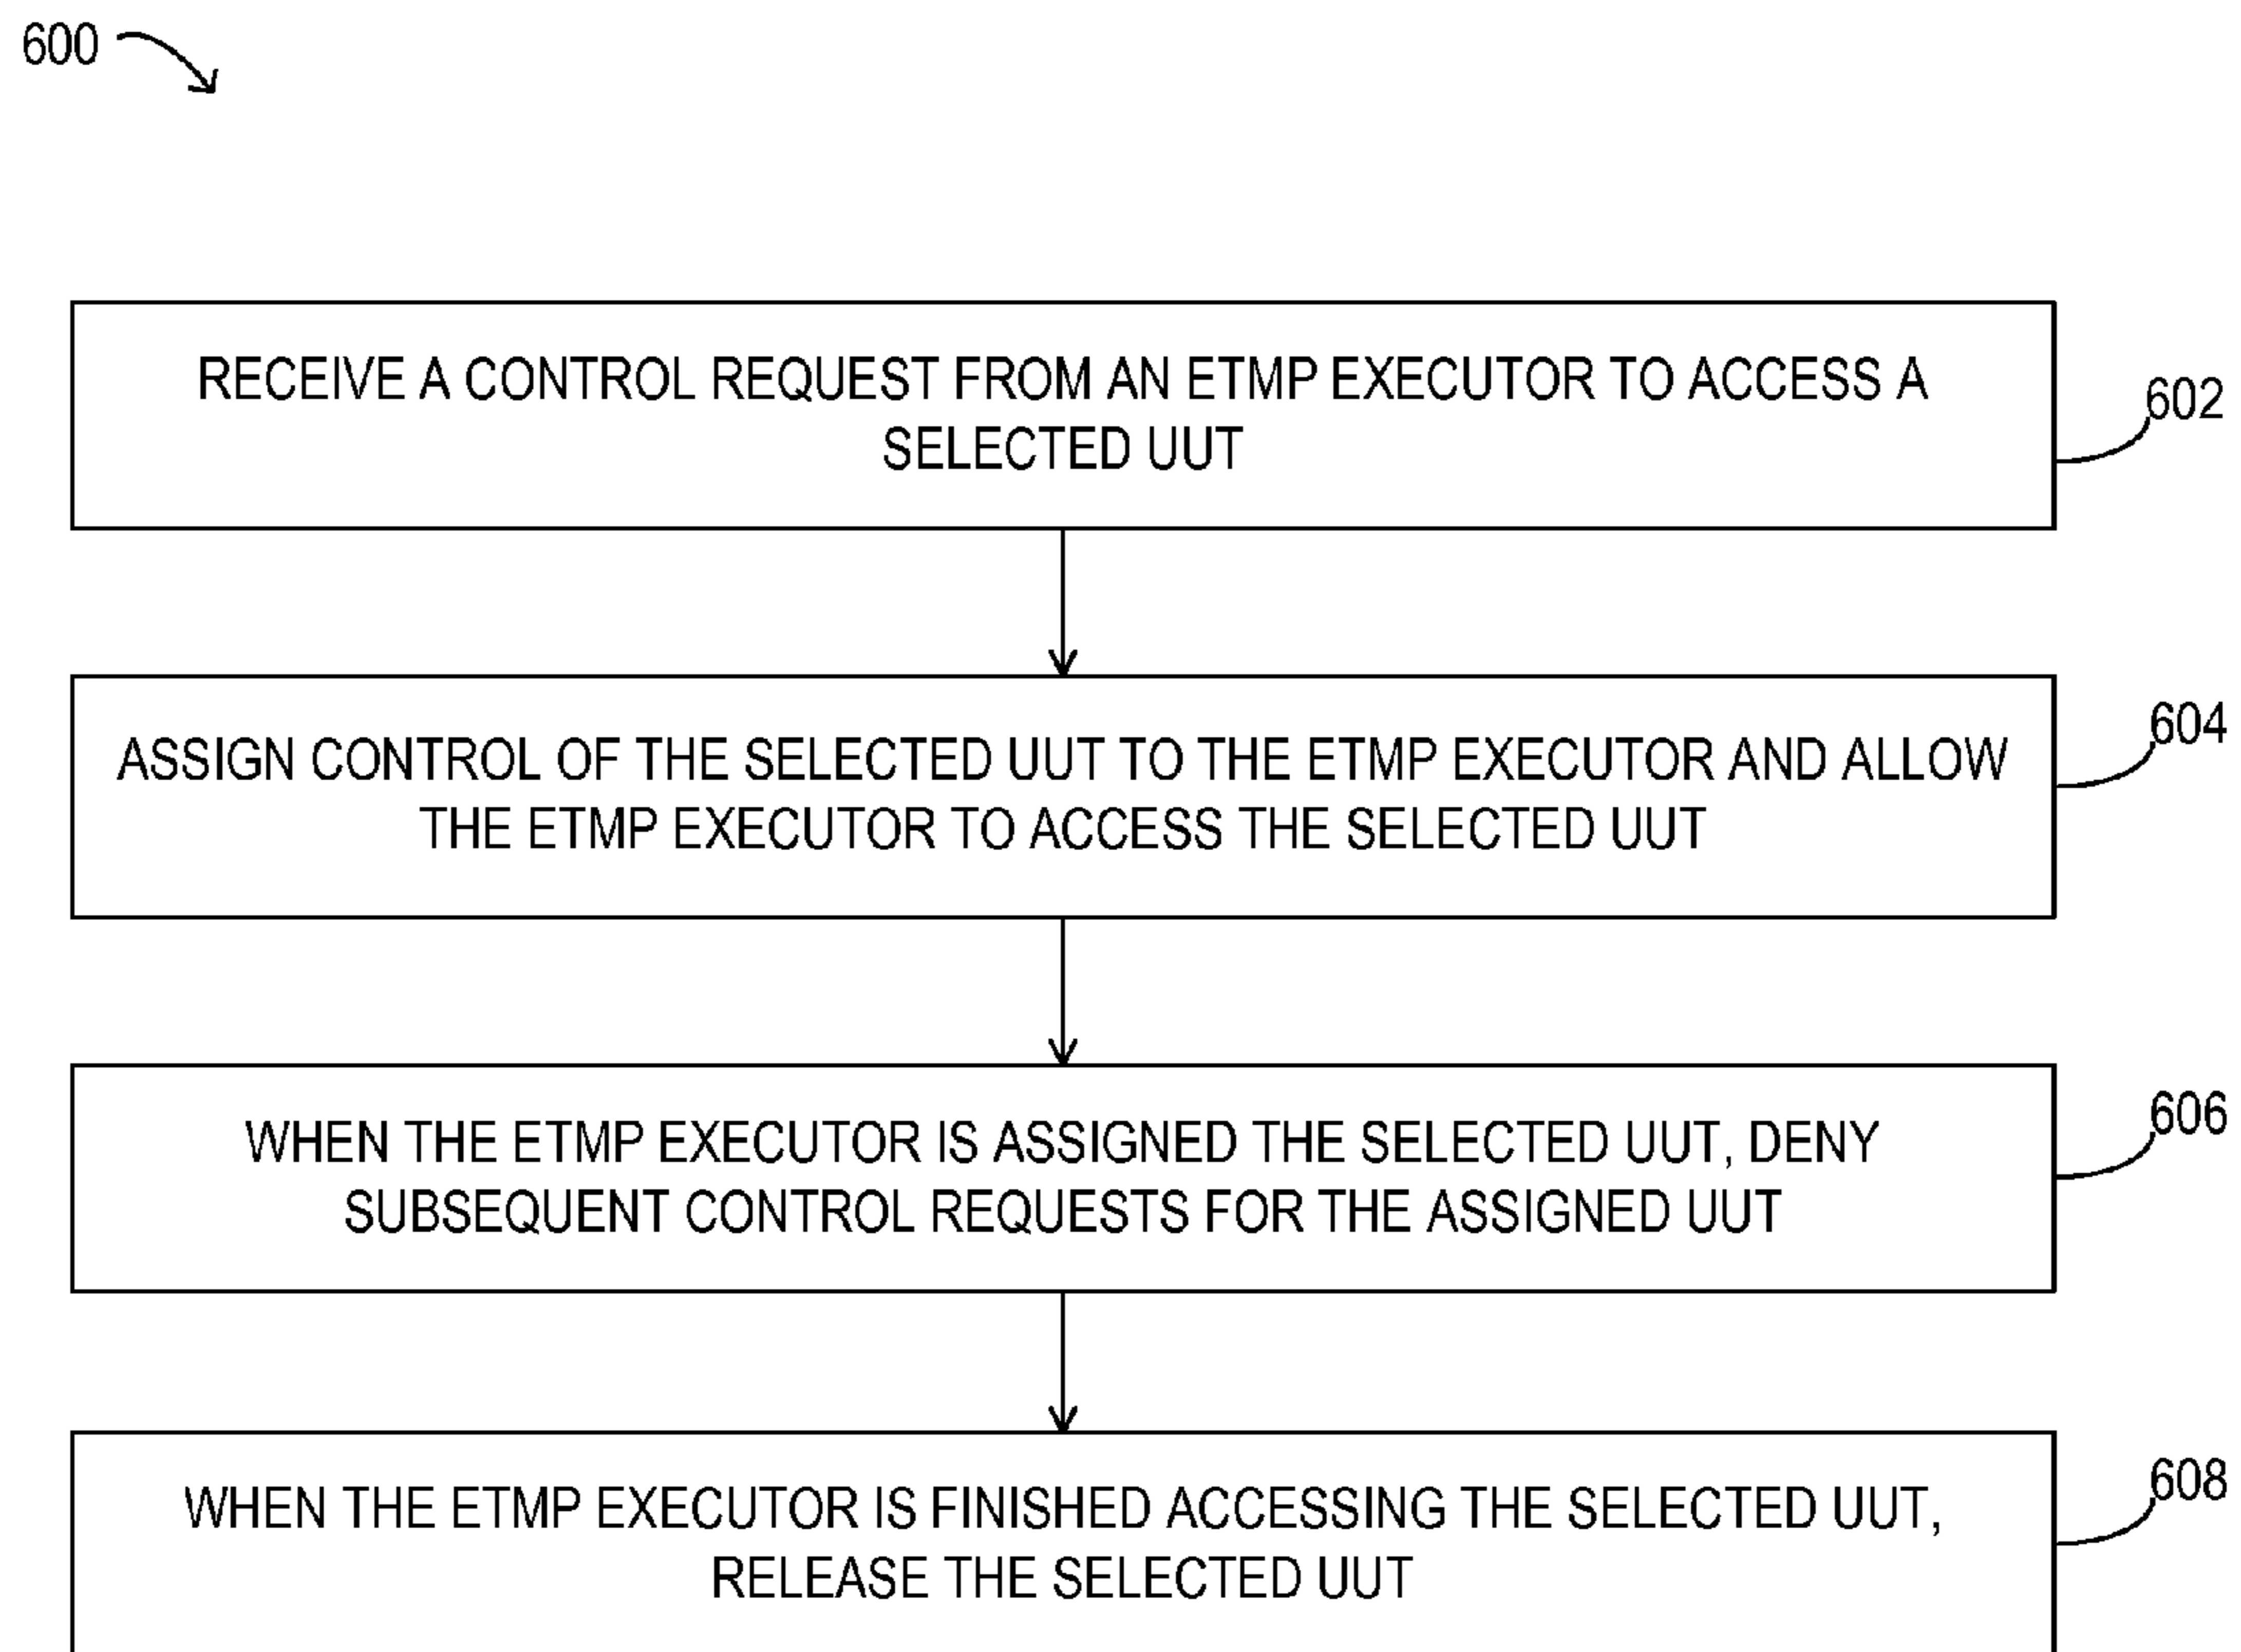 600
RECEIVE A CONTROL REQUEST FROM AN ETMP EXECUTOR TO ACCESS A
SELECTED UUT
602
ASSIGN CONTROL OF THE SELECTED UUT TO THE ETMP EXECUTOR AND ALLOW
THE ETMP EXECUTOR TO ACCESS THE SELECTED UUT
604
WHEN THE ETMP EXECUTOR IS ASSIGNED THE SELECTED UUT, DENY
SUBSEQUENT CONTROL REQUESTS FOR THE ASSIGNED UUT
606
WHEN THE ETMP EXECUTOR IS FINISHED ACCESSING THE SELECTED UUT,
RELEASE THE SELECTED UUT
608